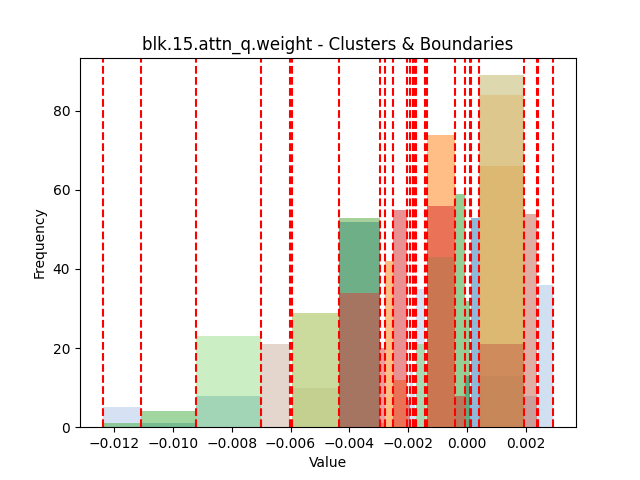 blk.15.attn_q.weight - Clusters & Boundaries
Frequency
80
60
40
20
0
−0.012 −0.010 −0.008 −0.006 −0.004 −0.002 0.000 0.002
Value